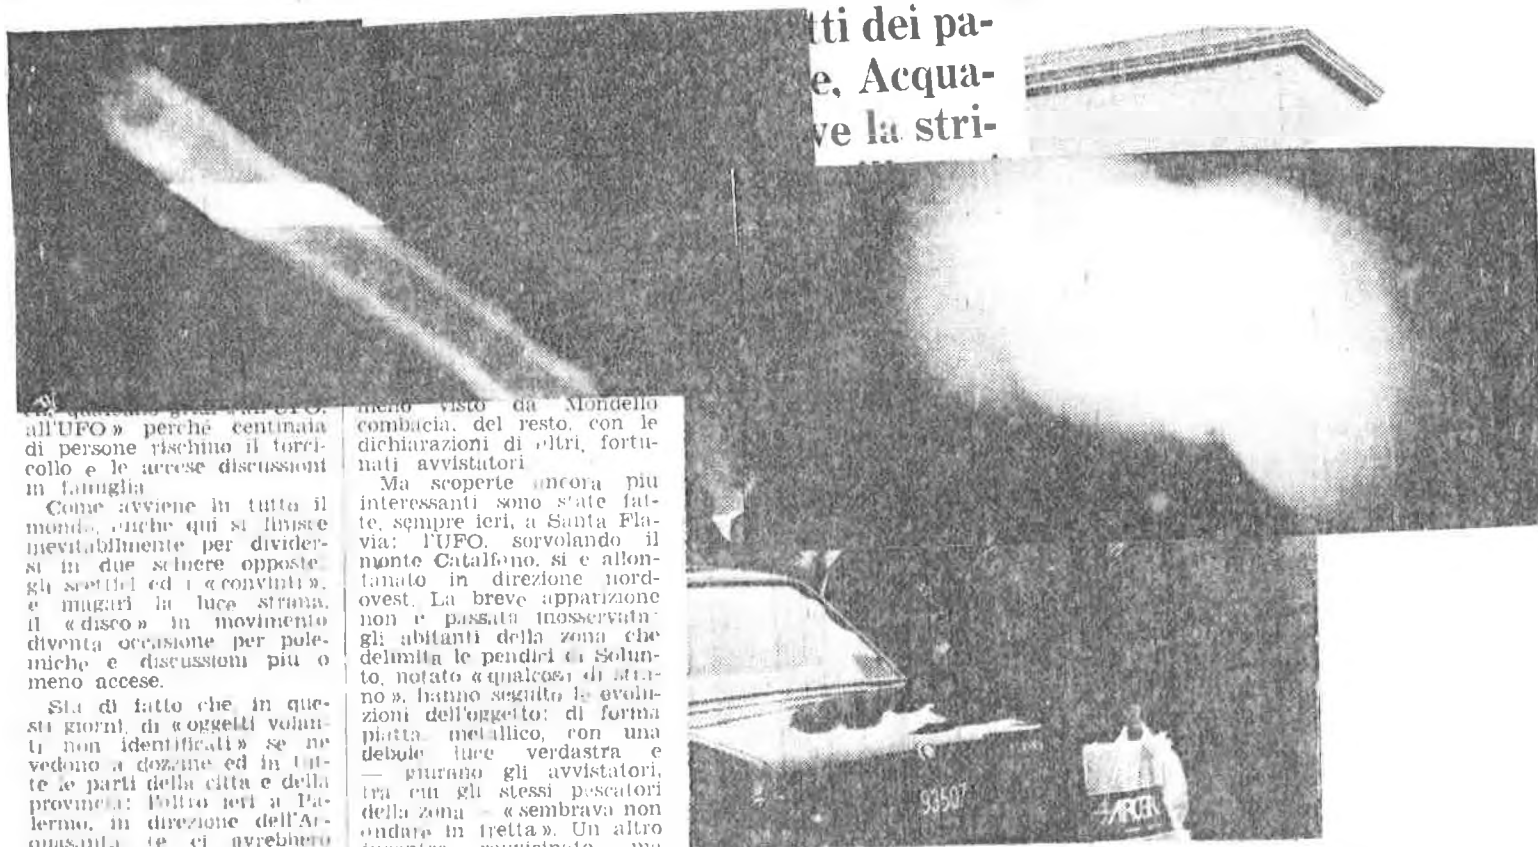 tti dei pa-
e, Acqua-
ve la stri-
all'UFO» perché centinaia
di persone rischino il torci-
collo e le accese discussioni
in famiglia
Come avviene in tutto il
mondo, anche qui si finisce
inevitabilmente per divider-
si in due schiere opposte,
gli scettici ed i «convinti»,
e magari la luce strana,
il «disco» in movimento
diventa occasione per pole-
miche e discussioni più o
meno accese.
Sta di fatto che in que-
sti giorni, di «oggetti volan-
ti non identificati» se ne
vedono a dozzine ed in tut-
te le parti della citta e della
provincia: l'altro ieri a Pa-
lermo, in direzione dell'Ac-
ci avrebbero
meno visto da Mondello
combacia, del resto, con le
dichiarazioni di altri, fortu-
nati avvistatori
Ma scoperte ancora piu
interessanti sono state fat-
te, sempre ieri, a Santa Fla-
via: l'UFO, sorvolando il
monte Catalfano, si e allon-
tanato in direzione nord-
ovest. La breve apparizione
non e passata inosservata:
gli abitanti della zona che
delimita le pendici di Solun-
to, notato «qualcosa di stra-
no», hanno seguito le evolu-
zioni dell'oggetto: di forma
piatta, metallico, con una
debole luce verdastra e
— giurano gli avvistatori,
tra cui gli stessi pescatori
della zona — «sembrava non
andare in fretta». Un altro
93507